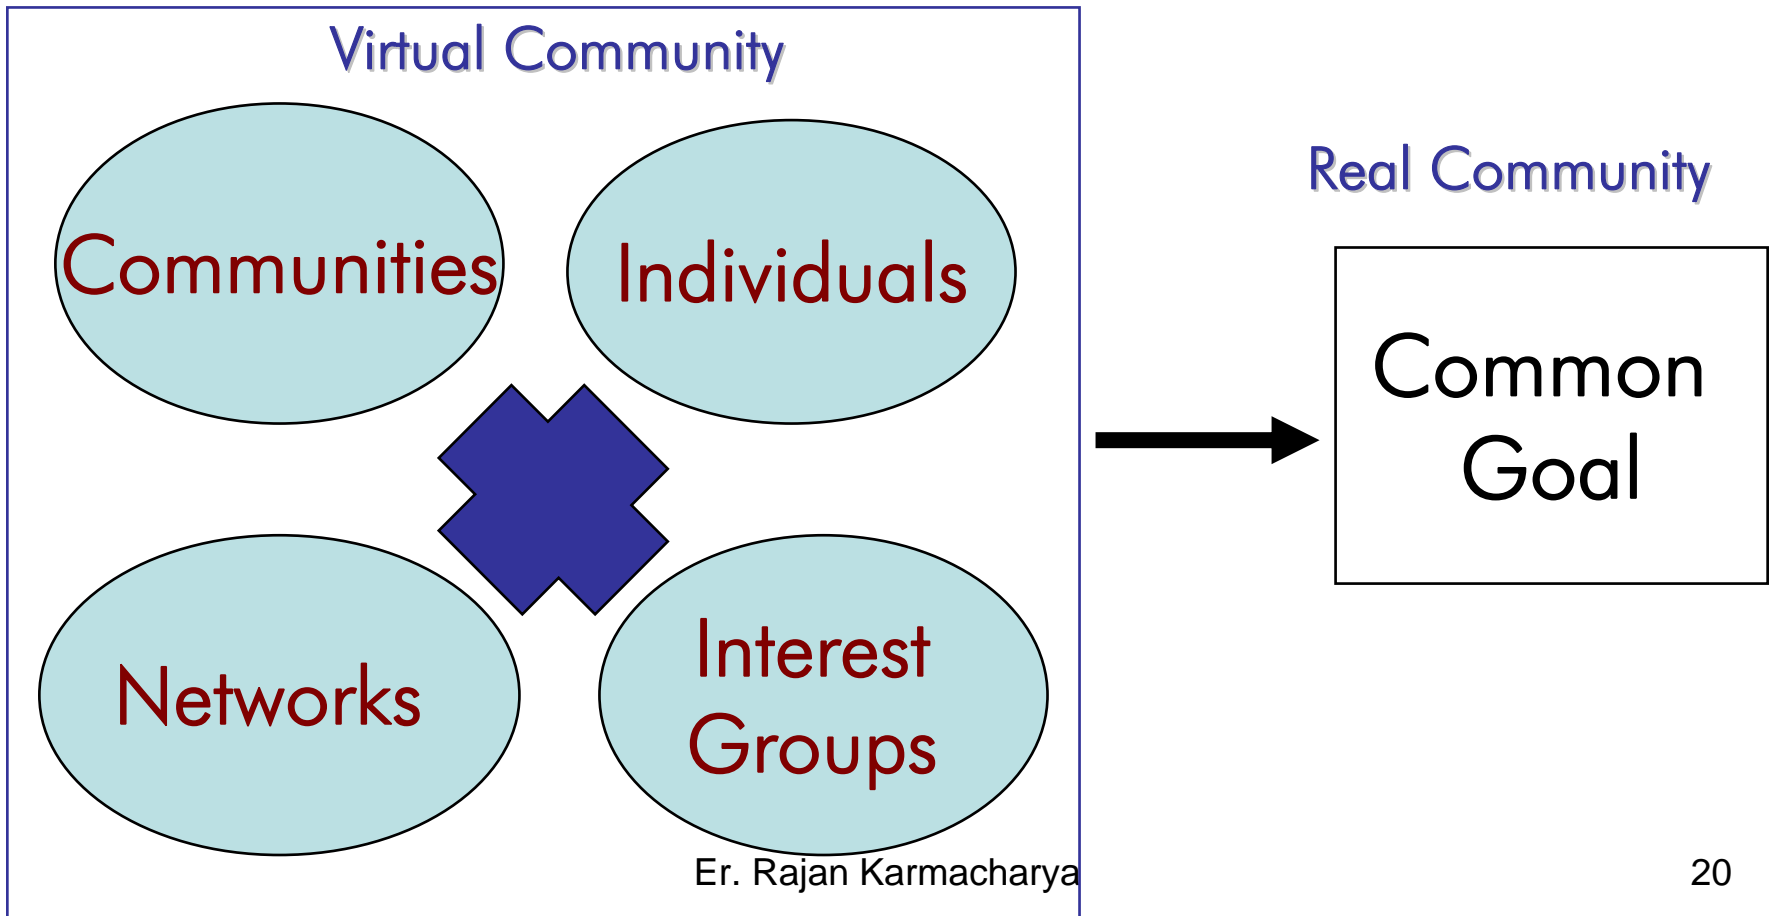 Virtual Community
Communities
Individuals
Networks
Interest
Groups
Real Community
Common
Goal
Er. Rajan Karmacharya
20